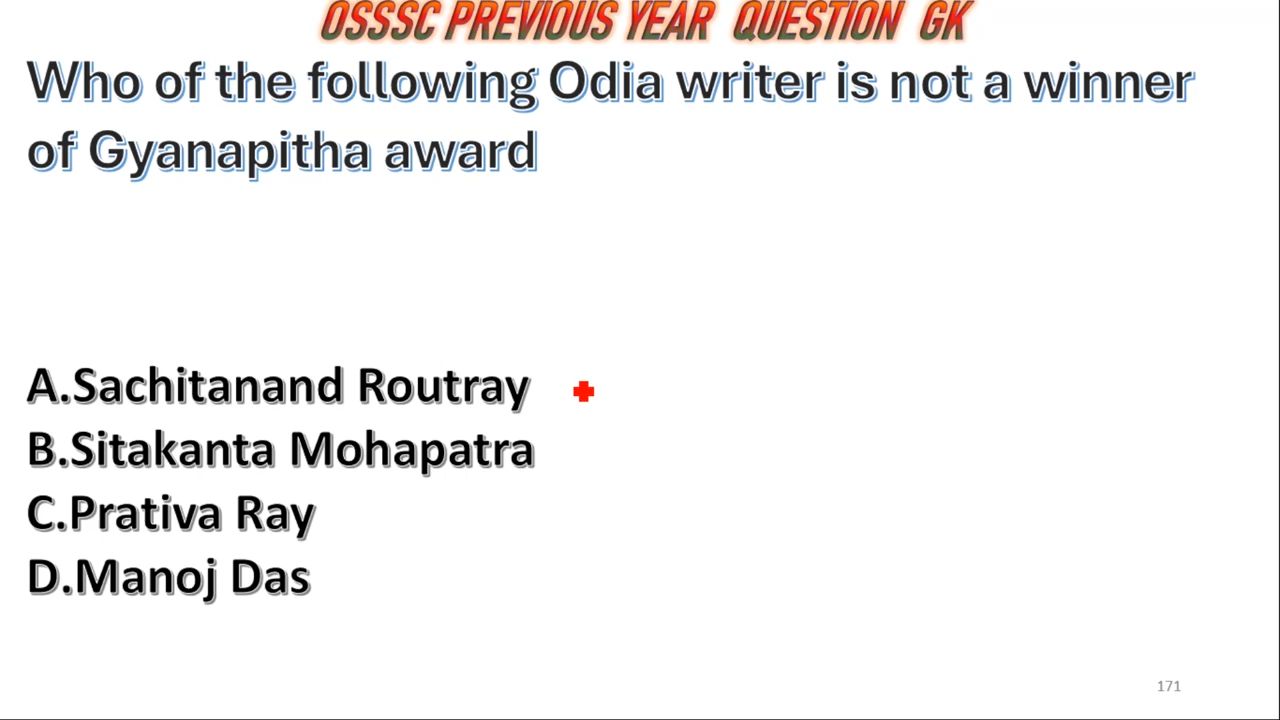 OSSSC PREVIOUS YEAR QUESTION GK
Who of the following Odia writer is not a winner
of Gyanapitha award
A.Sachitanand Routray
B.Sitakanta Mohapatra
C.Prativa Ray
D.Manoj Das
171